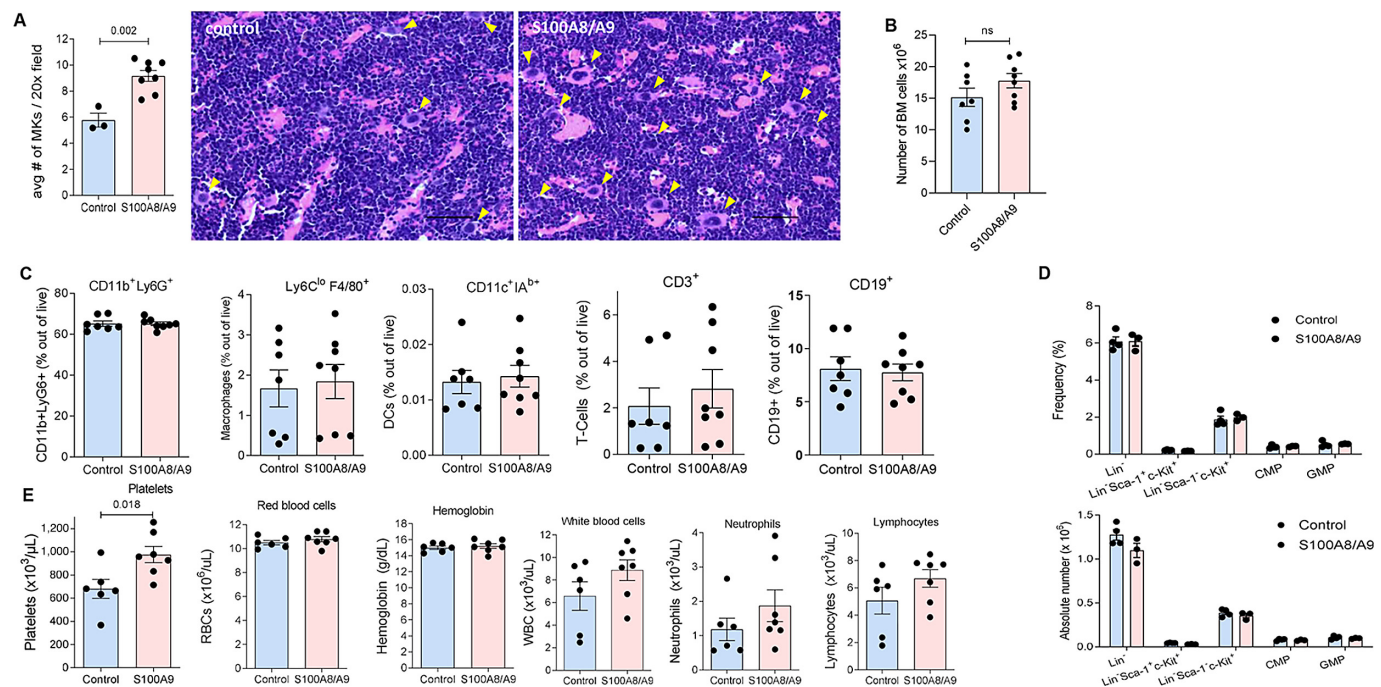 A
0.002
avg # of MKs / 20x field
12
10
8
6
4
2
0
Control
S100A8/A9
control
S100A8/A9
B
ns
Number of BM cells x10⁶
25
20
15
10
5
0
Control
S100A8/A9
C
CD11b⁺Ly6G⁺
CD11b+LyG6+ (% out of live)
80
60
40
20
0
Control
S100A8/A9
Ly6Cˡᵒ F4/80⁺
Macrophages (% out of live)
4
3
2
1
0
Control
S100A8/A9
CD11c⁺IAᵇ⁺
DCs (% out of live)
0.03
0.02
0.01
0.00
Control
S100A8/A9
CD3⁺
T-Cells (% out of live)
6
4
2
0
Control
S100A8/A9
CD19⁺
CD19+ (% out of live)
15
10
5
0
Control
S100A8/A9
D
Frequency (%)
8
6
4
2
0
Control
S100A8/A9
Lin⁻
Lin⁻Sca-1⁺c-Kit⁺
Lin⁻Sca-1⁻c-Kit⁺
CMP
GMP
Absolute number (x 10⁶)
1.5
1.0
0.5
0.0
Control
S100A8/A9
Lin⁻
Lin⁻Sca-1⁺c-Kit⁺
Lin⁻Sca-1⁻c-Kit⁺
CMP
GMP
E
Platelets
0.018
Platelets (x10³/µL)
1,200
1,000
800
600
400
200
0
Control
S100A9
Red blood cells
RBCs (x10⁶/uL)
12
10
8
6
4
2
0
Control
S100A8/A9
Hemoglobin
Hemoglobin (g/dL)
18
16
14
12
10
8
6
4
2
0
Control
S100A8/A9
White blood cells
WBC (x10³/uL)
12
10
8
6
4
2
0
Control
S100A8/A9
Neutrophils
Neutrophils (x10³/uL)
4
3
2
1
0
Control
S100A8/A9
Lymphocytes
Lymphocytes (x10³/uL)
10
8
6
4
2
0
Control
S100A8/A9